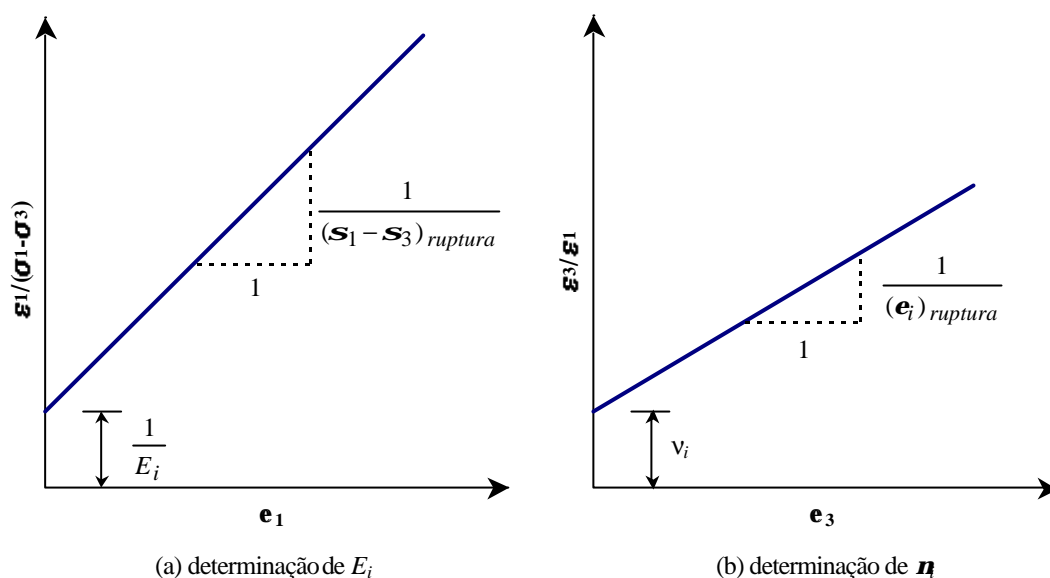 ε1/(σ1-σ3)
1
(s1 − s3) ruptura
1
1
Ei
e1
(a) determinação de Ei
ε3/ε1
1
(ei) ruptura
1
νi
e3
(b) determinação de ni